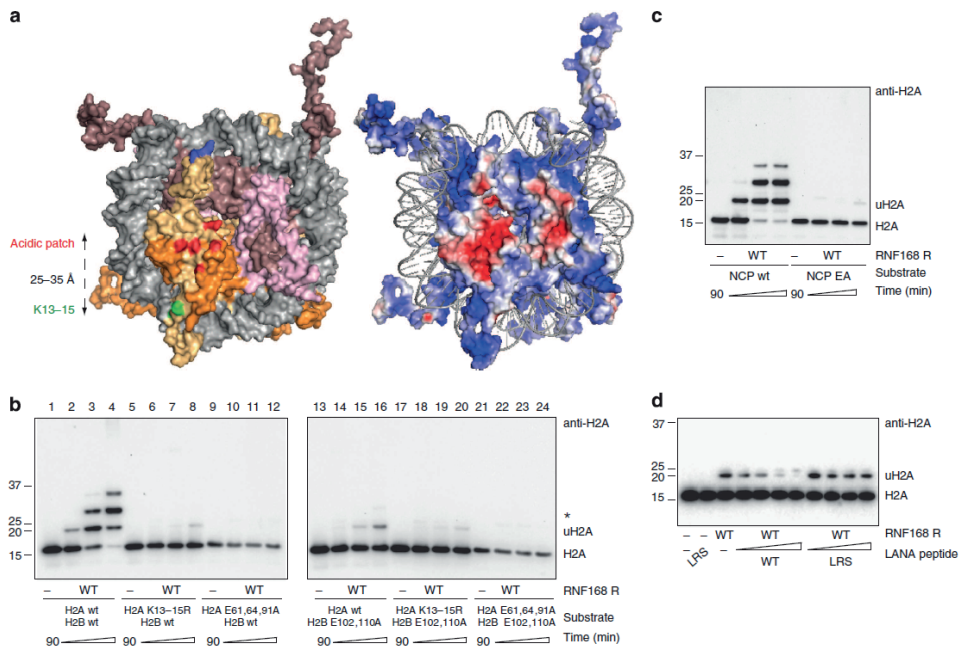 a
Acidic patch
25–35 Å
K13–15
c
anti-H2A
37
25
20
15
uH2A
H2A
– WT – WT RNF168 R
NCP wt NCP EA Substrate
90 90 Time (min)
b
1 2 3 4 5 6 7 8 9 10 11 12
37
25
20
15
– WT – WT – WT
H2A wt H2A K13–15R H2A E61,64,91A
H2B wt H2B wt H2B wt
90
13 14 15 16 17 18 19 20 21 22 23 24
anti-H2A
*
uH2A
H2A
– WT – WT – WT RNF168 R
H2A wt H2A K13–15R H2A E61,64,91A
H2B E102,110A H2B E102,110A H2B E102,110A
Substrate
90 Time (min)
d
37
25
20
15
anti-H2A
uH2A
H2A
– – WT WT WT RNF168 R
– LRS – WT LRS LANA peptide